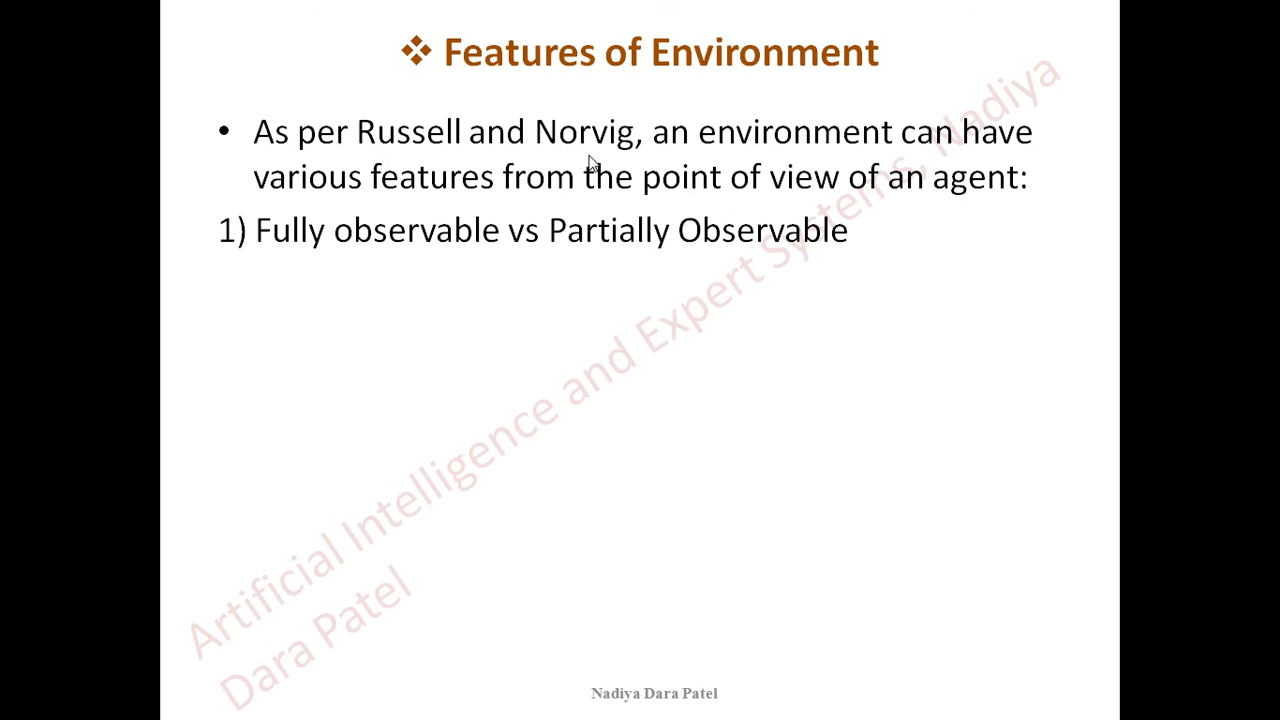 ❖ Features of Environment
• As per Russell and Norvig, an environment can have
various features from the point of view of an agent:
1) Fully observable vs Partially Observable
Artificial Intelligence and Expert Systems, Nadiya
Dara Patel
Nadiya Dara Patel